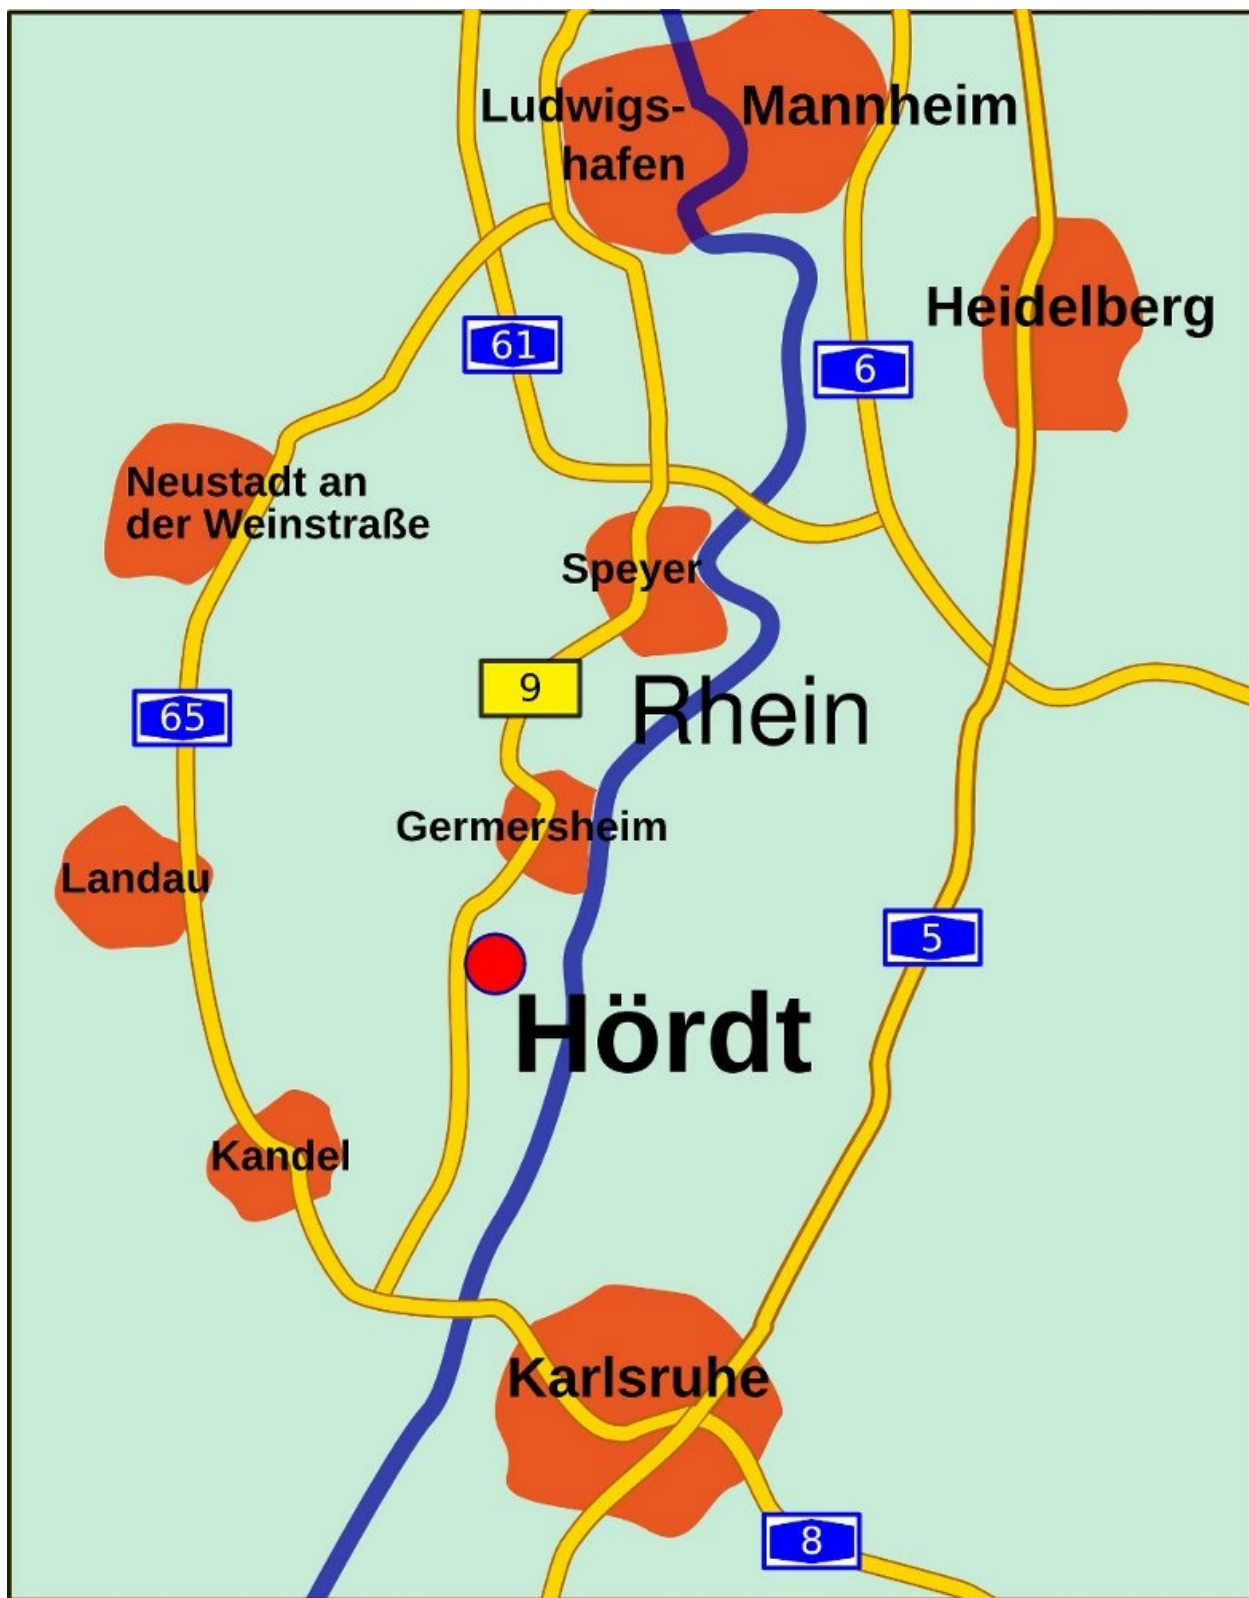 Ludwigs-
hafen
Mannheim
Heidelberg
61
6
Neustadt an
der Weinstraße
Speyer
9
Rhein
65
Germersheim
Landau
5
Hördt
Kandel
Karlsruhe
8